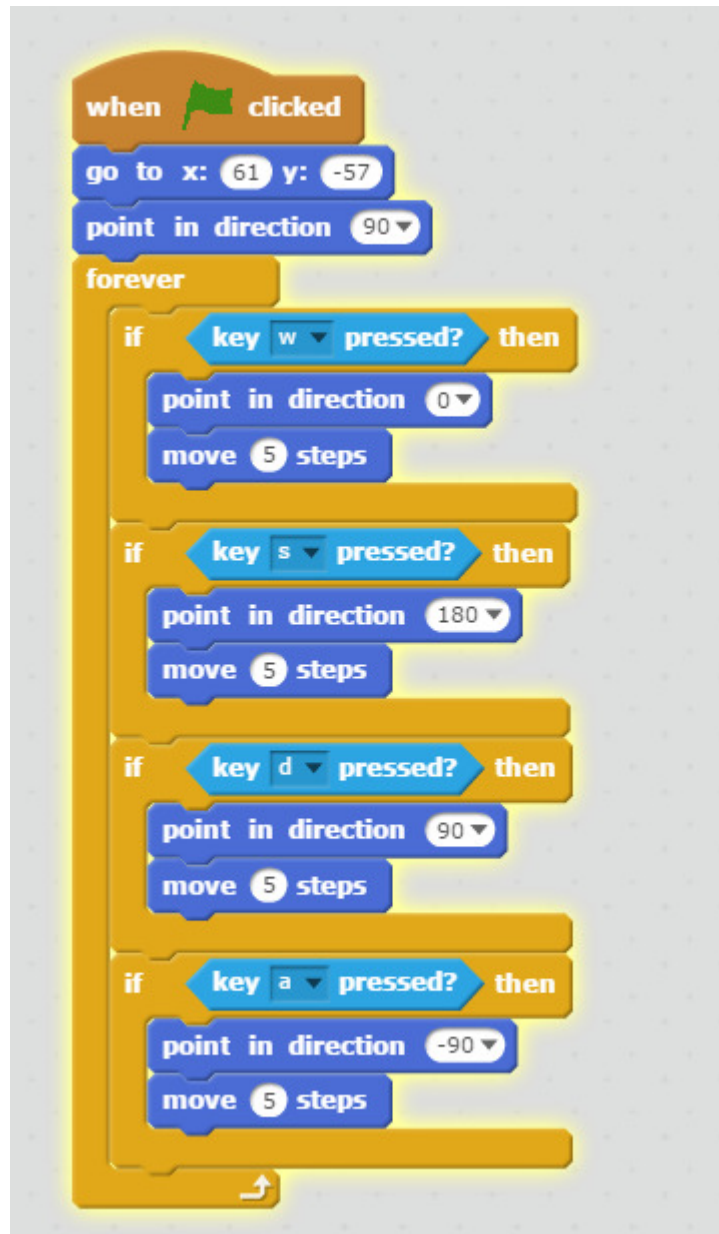 when clicked
go to x: 61 y: -57
point in direction 90
forever
if key w pressed? then
point in direction 0
move 5 steps
if key s pressed? then
point in direction 180
move 5 steps
if key d pressed? then
point in direction 90
move 5 steps
if key a pressed? then
point in direction -90
move 5 steps